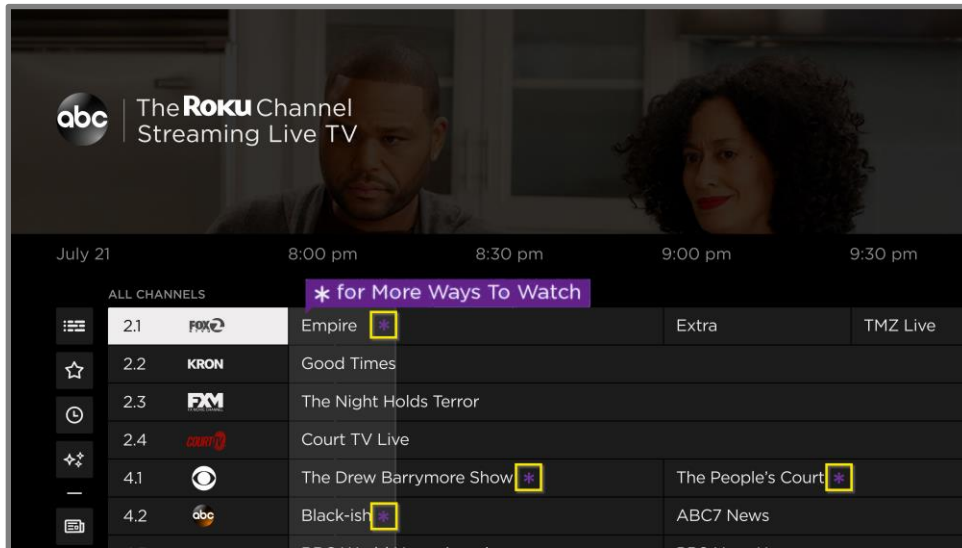 abc The Roku Channel
Streaming Live TV
July 21 8:00 pm 8:30 pm 9:00 pm 9:30 pm
ALL CHANNELS
* for More Ways To Watch
2.1 FOX 2 Empire * Extra TMZ Live
2.2 KRON Good Times
2.3 FXM The Night Holds Terror
2.4 COURT TV Court TV Live
4.1 The Drew Barrymore Show * The People's Court *
4.2 abc Black-ish * ABC7 News